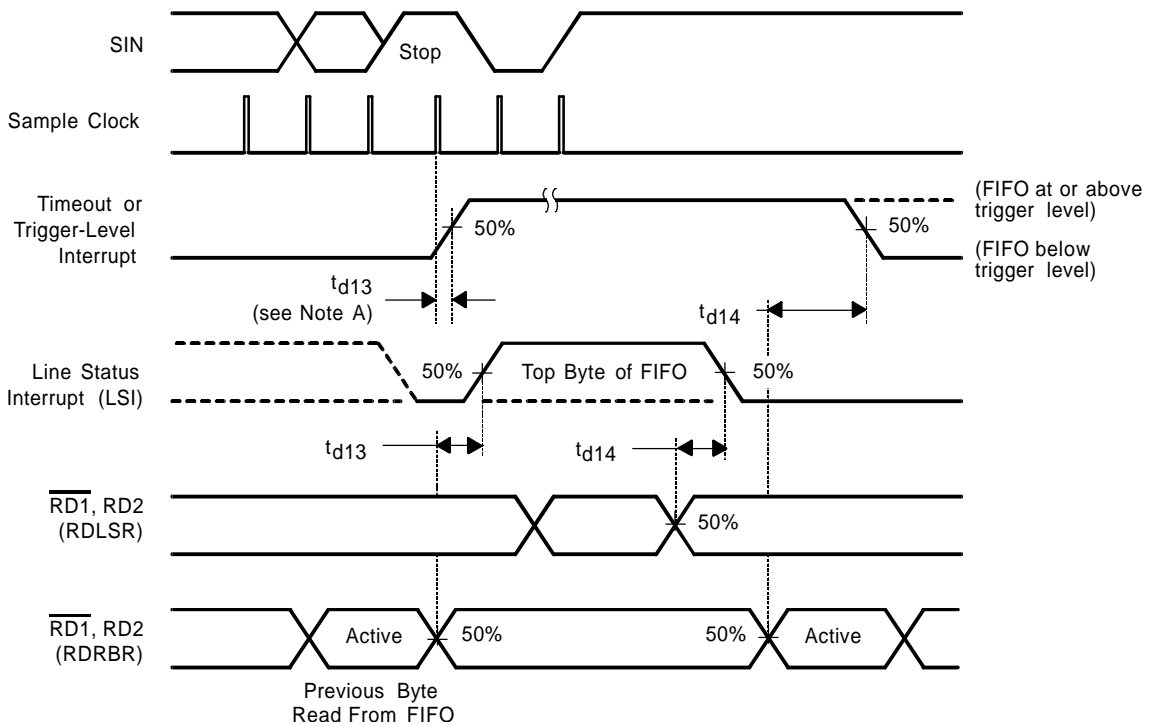 SIN
Stop
Sample Clock
Timeout or
Trigger-Level
Interrupt
50%
50%
(FIFO at or above
trigger level)
(FIFO below
trigger level)
td13
(see Note A)
td14
Line Status
Interrupt (LSI)
50%
Top Byte of FIFO
50%
td13
td14
RD1, RD2
(RDLSR)
50%
RD1, RD2
(RDRBR)
Active
50%
50%
Active
Previous Byte
Read From FIFO